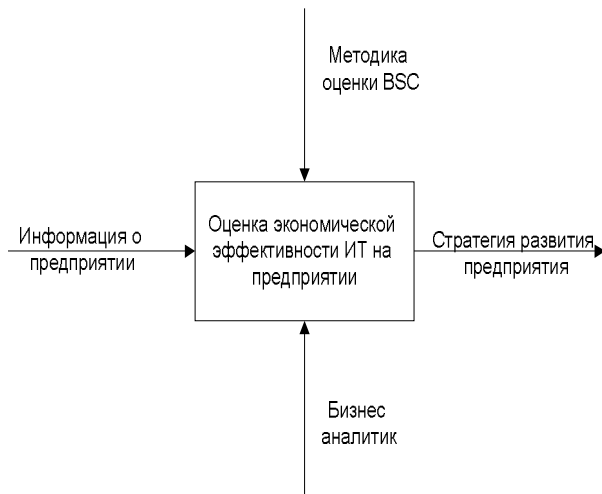 Методика
оценки BSC
Информация о
предприятии
Оценка экономической
эффективности ИТ на
предприятии
Стратегия развития
предприятия
Бизнес
аналитик